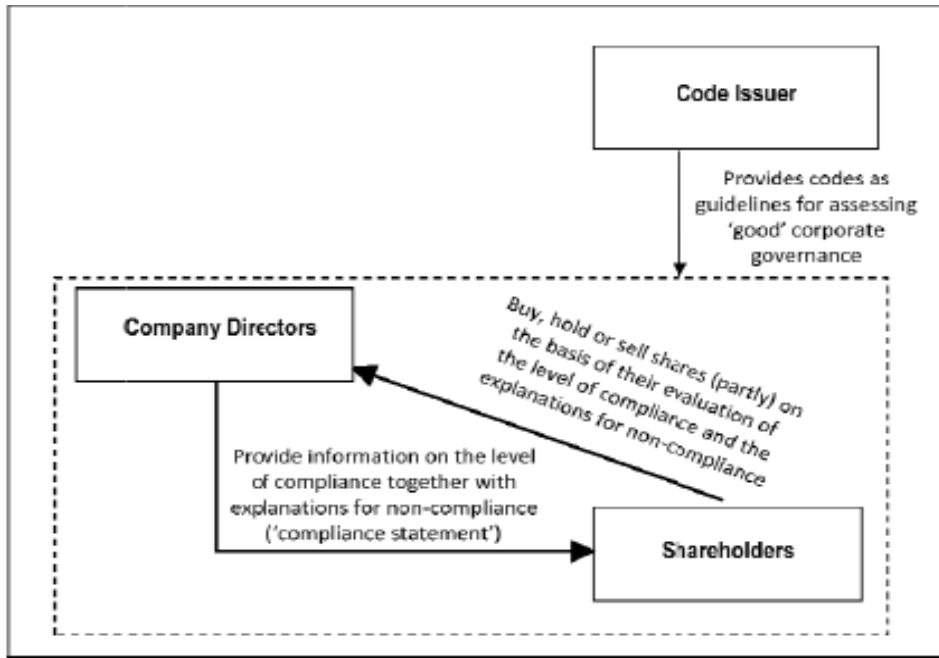 Code Issuer
Provides codes as
guidelines for assessing
‘good’ corporate
governance
Company Directors
Buy, hold or sell shares (partly) on
the basis of their evaluation of
the level of compliance and the
explanations for non-compliance
Provide information on the level
of compliance together with
explanations for non-compliance
(‘compliance statement’)
Shareholders